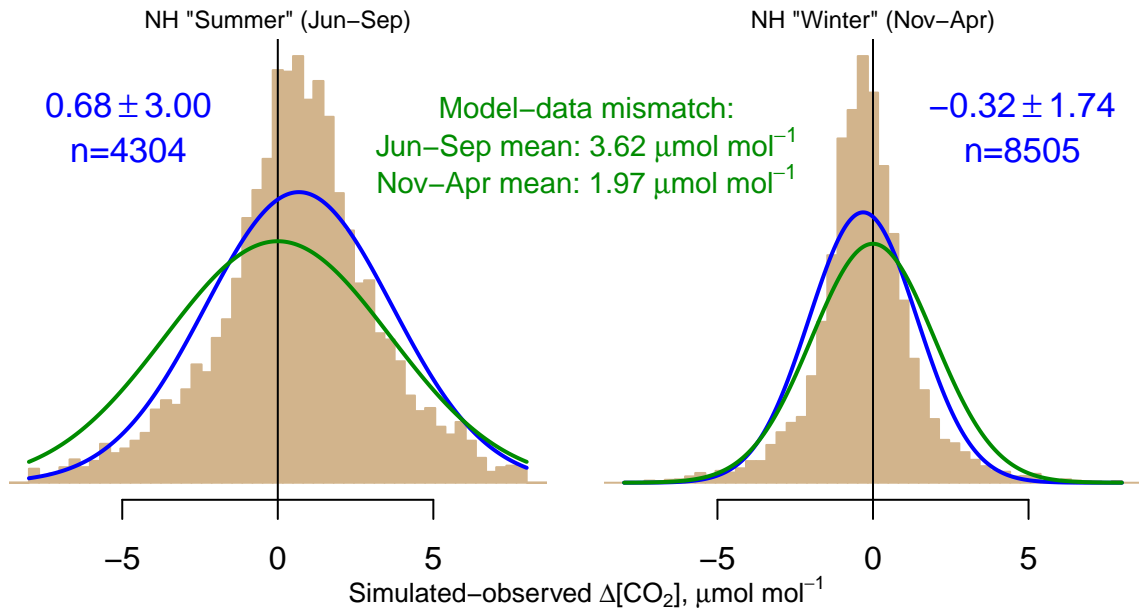 NH "Summer" (Jun−Sep)
NH "Winter" (Nov−Apr)
0.68 ± 3.00
n=4304
Model−data mismatch:
Jun−Sep mean: 3.62 μmol mol⁻¹
Nov−Apr mean: 1.97 μmol mol⁻¹
−0.32 ± 1.74
n=8505
−5 0 5
−5 0 5
Simulated−observed Δ[CO₂], μmol mol⁻¹